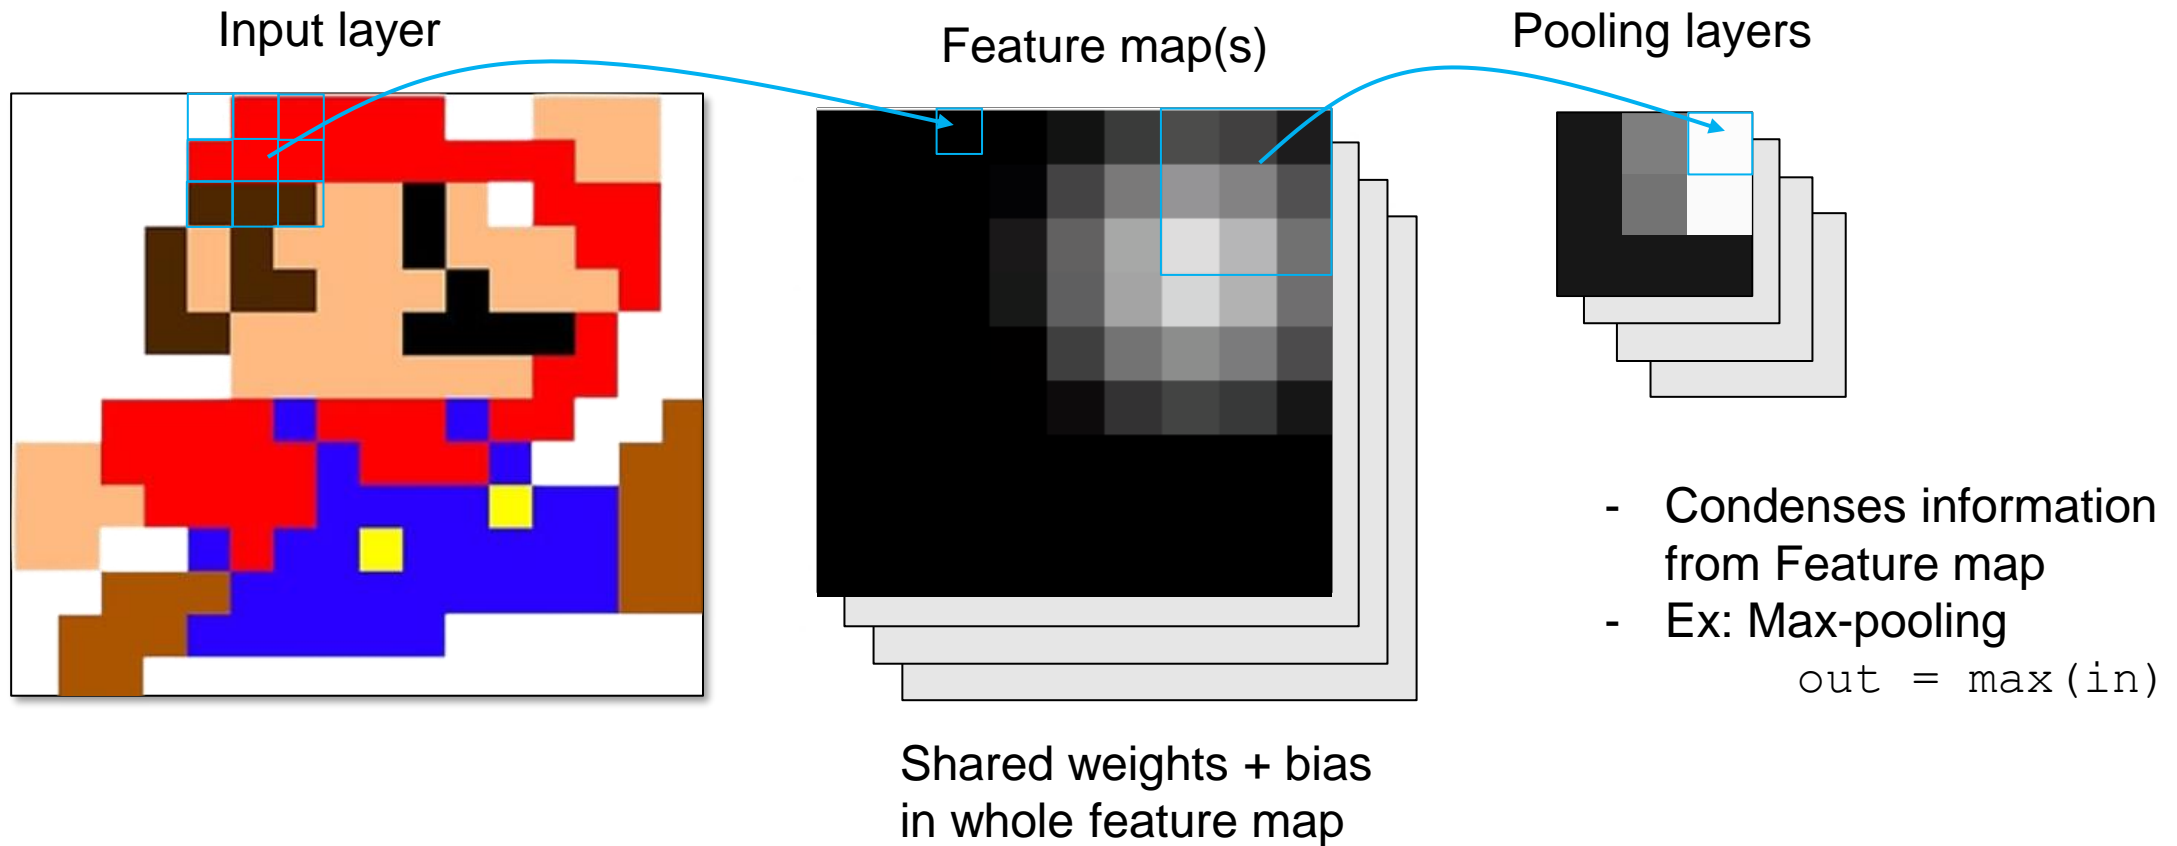 Input layer
Feature map(s)
Pooling layers
- Condenses information
from Feature map
- Ex: Max-pooling
out = max(in)
Shared weights + bias
in whole feature map